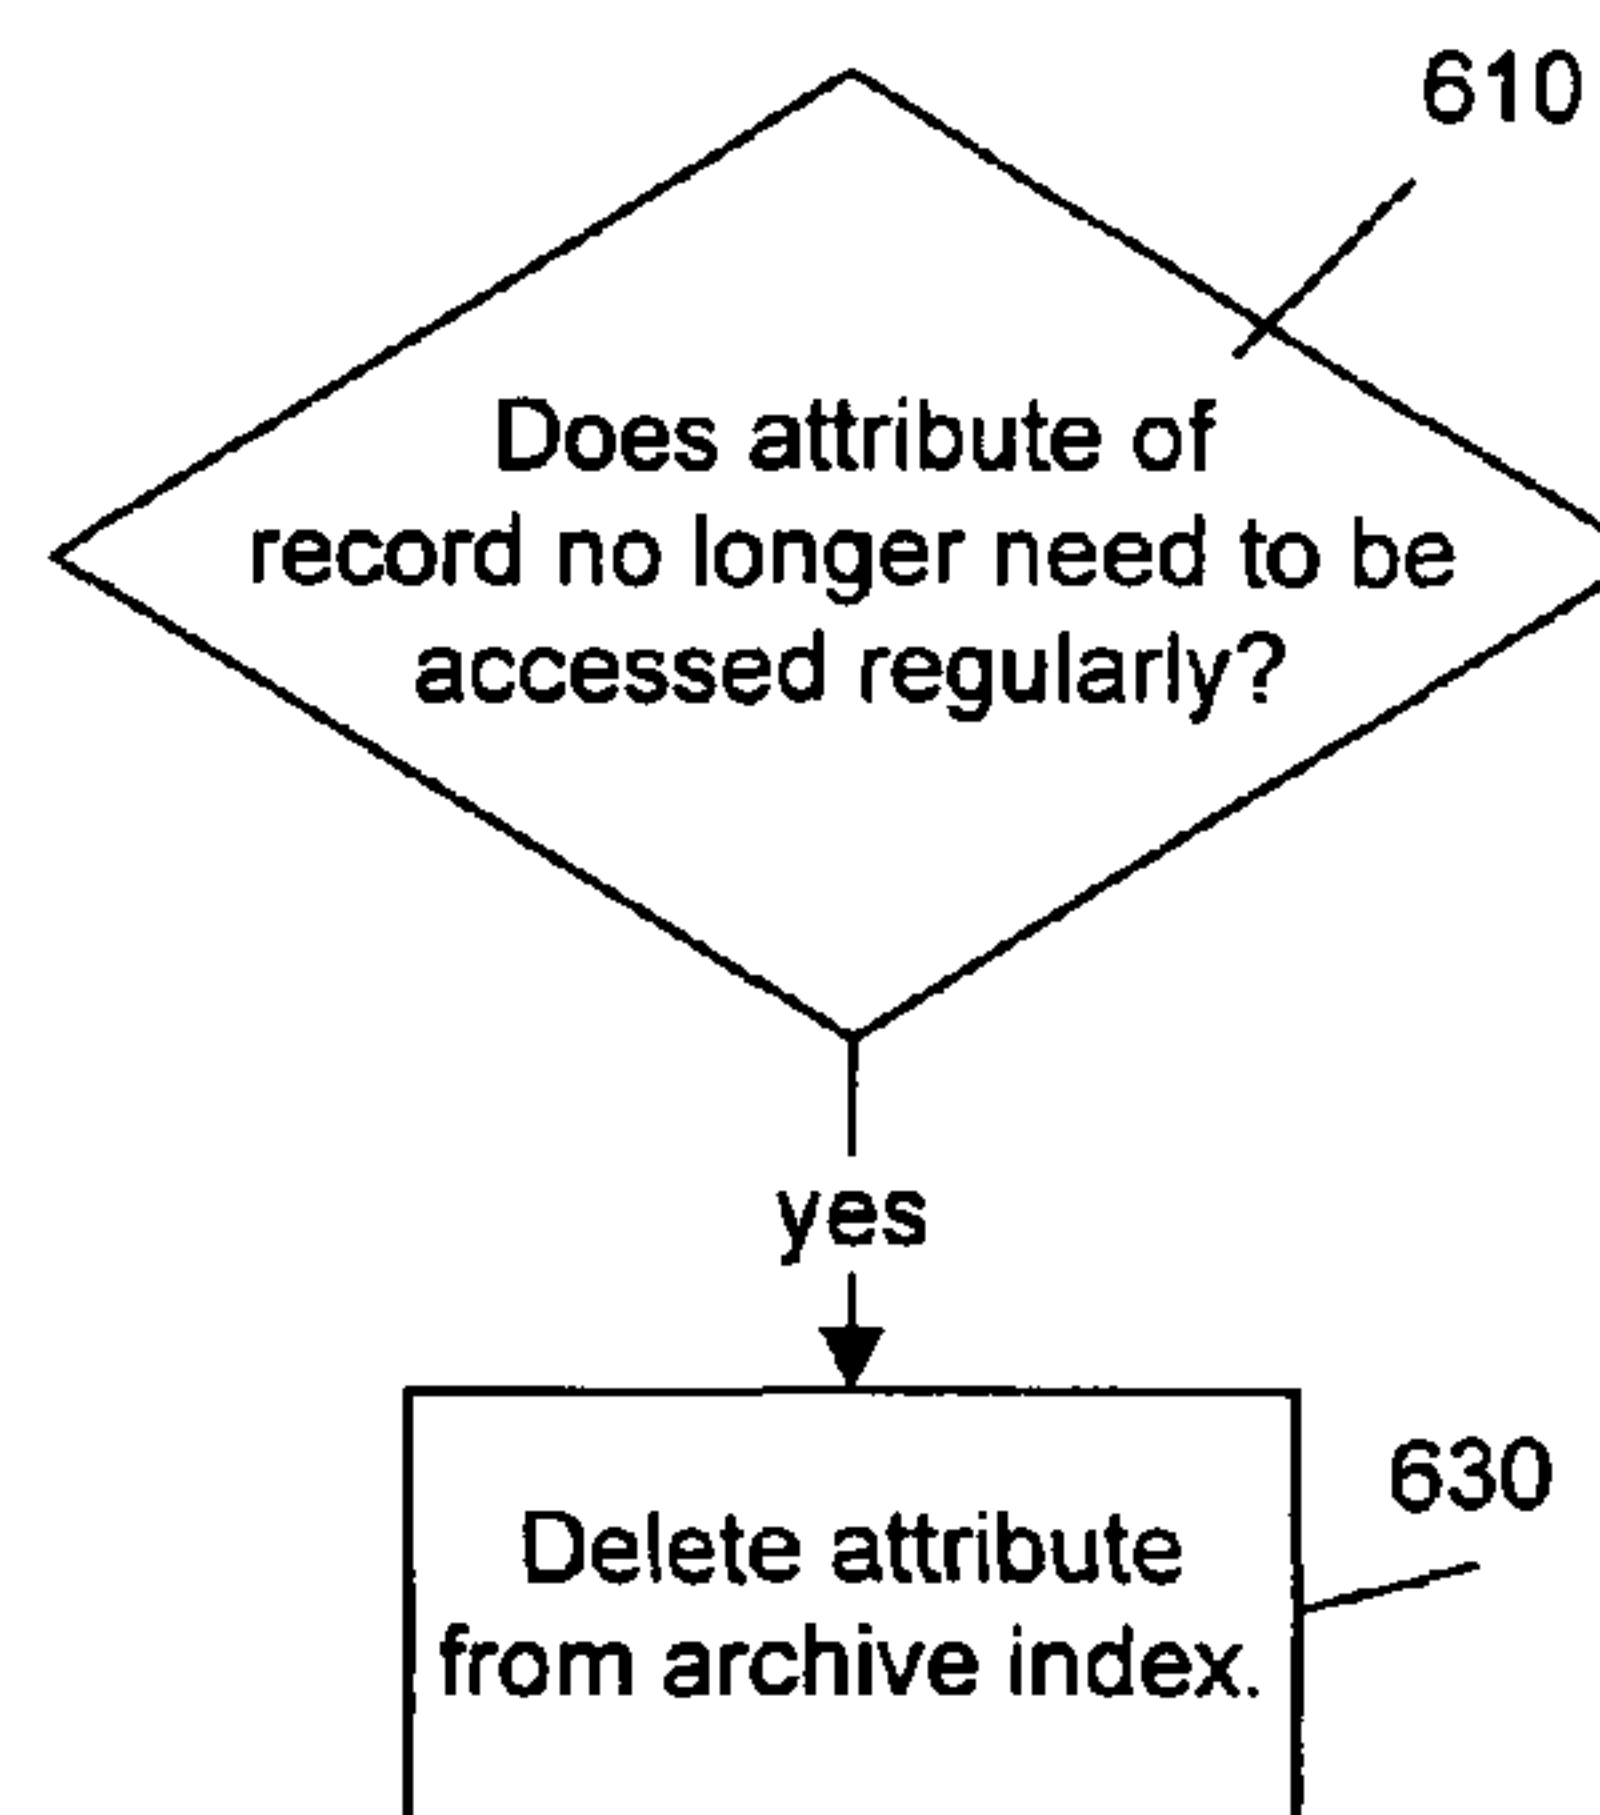 610
Does attribute of
record no longer need to be
accessed regularly?
yes
630
Delete attribute
from archive index.